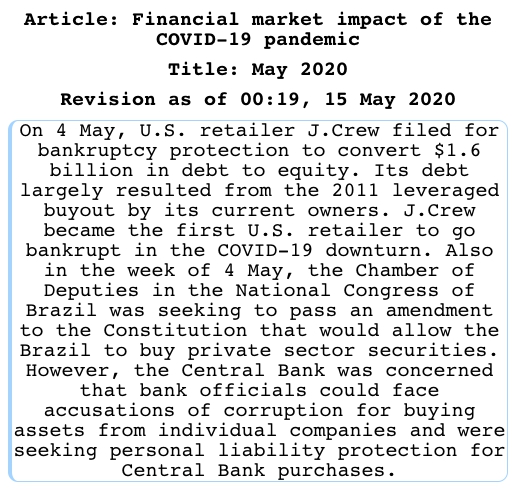 Article: Financial market impact of the
COVID-19 pandemic
Title: May 2020
Revision as of 00:19, 15 May 2020
On 4 May, U.S. retailer J.Crew filed for
bankruptcy protection to convert $1.6
billion in debt to equity. Its debt
largely resulted from the 2011 leveraged
buyout by its current owners. J.Crew
became the first U.S. retailer to go
bankrupt in the COVID-19 downturn. Also
in the week of 4 May, the Chamber of
Deputies in the National Congress of
Brazil was seeking to pass an amendment
to the Constitution that would allow the
Brazil to buy private sector securities.
However, the Central Bank was concerned
that bank officials could face
accusations of corruption for buying
assets from individual companies and were
seeking personal liability protection for
Central Bank purchases.